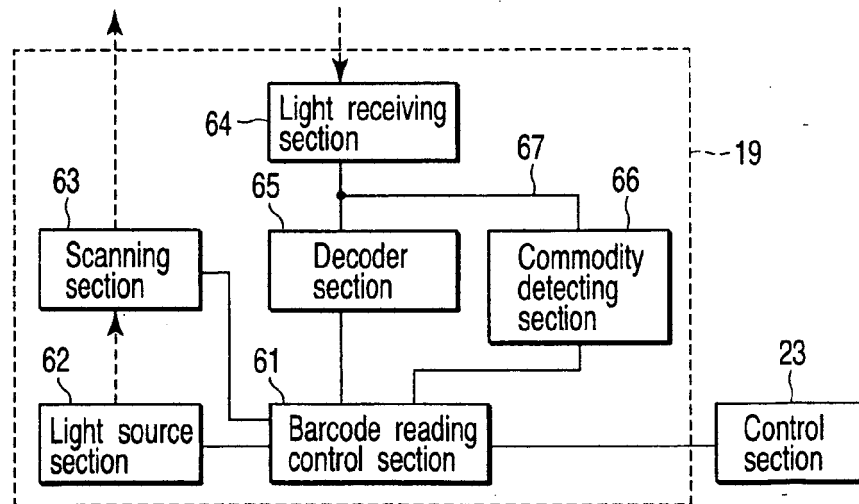 Light receiving
section
64
67
19
63
65
66
Scanning
section
Decoder
section
Commodity
detecting
section
62
61
23
Light source
section
Barcode reading
control section
Control
section